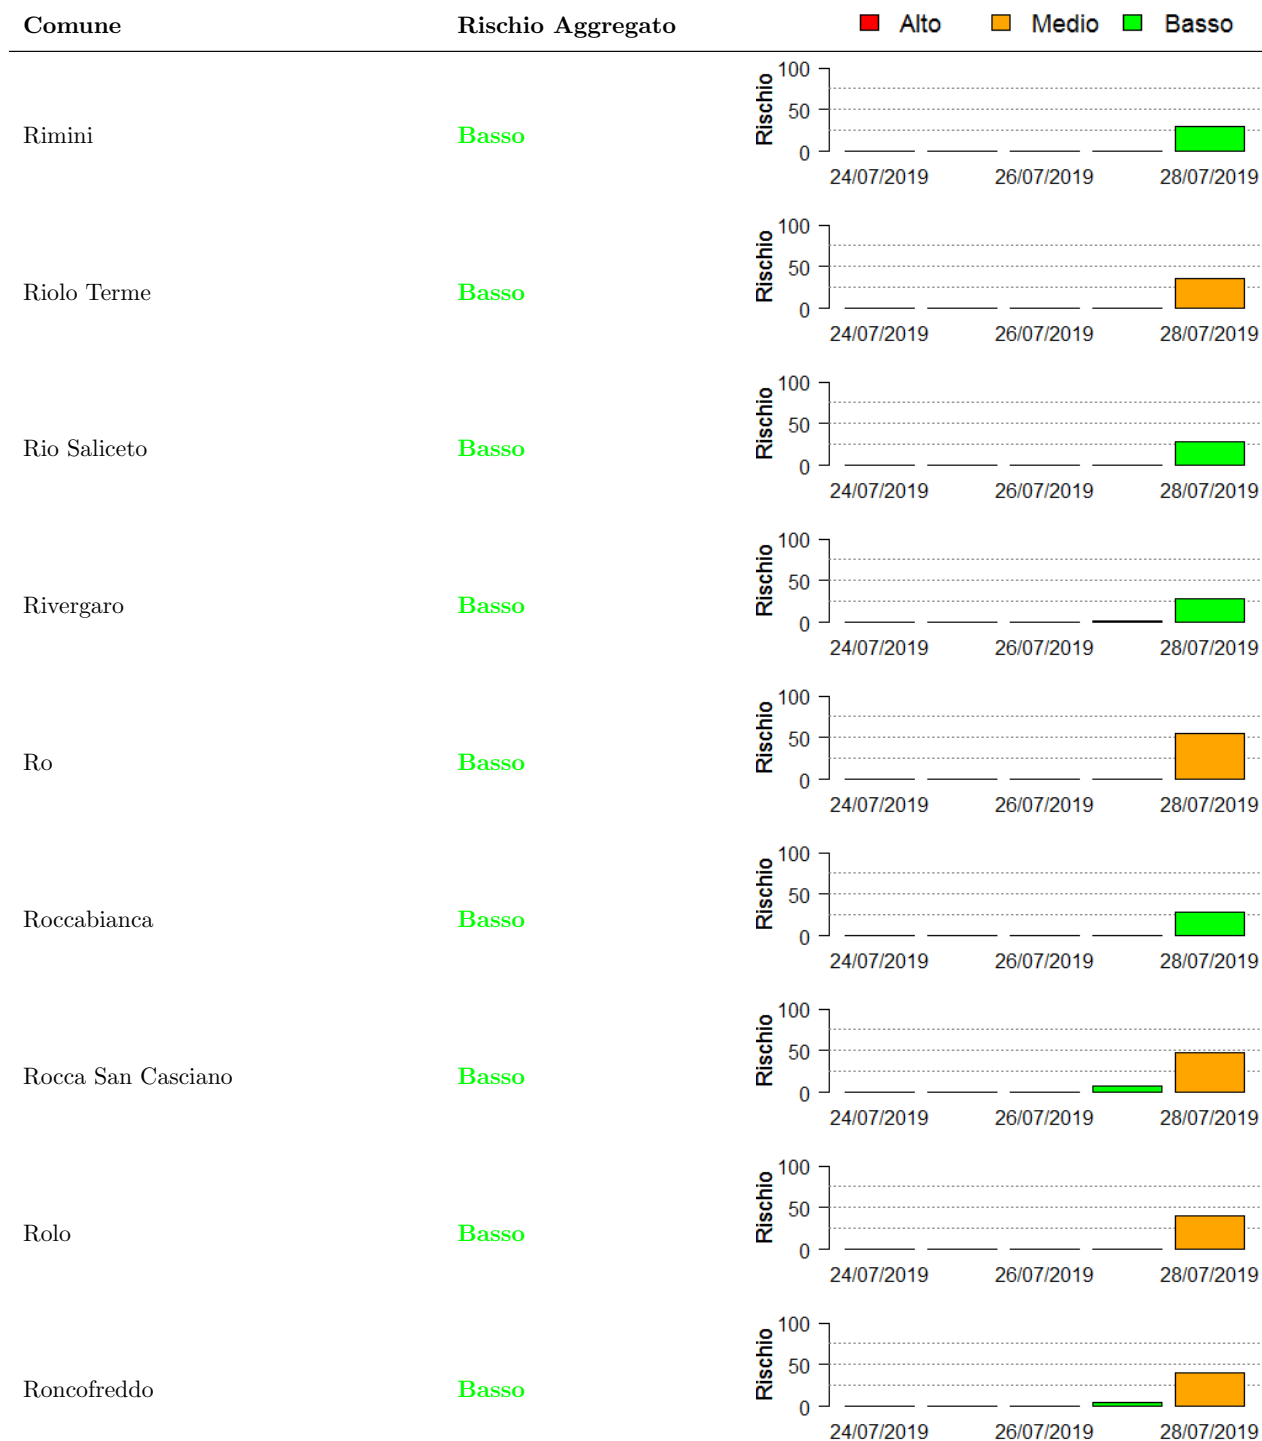 Comune Rischio Aggregato Alto Medio Basso
Rimini Basso Rischio 100 50 0
24/07/2019 26/07/2019 28/07/2019
Riolo Terme Basso Rischio 100 50 0
24/07/2019 26/07/2019 28/07/2019
Rio Saliceto Basso Rischio 100 50 0
24/07/2019 26/07/2019 28/07/2019
Rivergaro Basso Rischio 100 50 0
24/07/2019 26/07/2019 28/07/2019
Ro Basso Rischio 100 50 0
24/07/2019 26/07/2019 28/07/2019
Roccabianca Basso Rischio 100 50 0
24/07/2019 26/07/2019 28/07/2019
Rocca San Casciano Basso Rischio 100 50 0
24/07/2019 26/07/2019 28/07/2019
Rolo Basso Rischio 100 50 0
24/07/2019 26/07/2019 28/07/2019
Roncofreddo Basso Rischio 100 50 0
24/07/2019 26/07/2019 28/07/2019